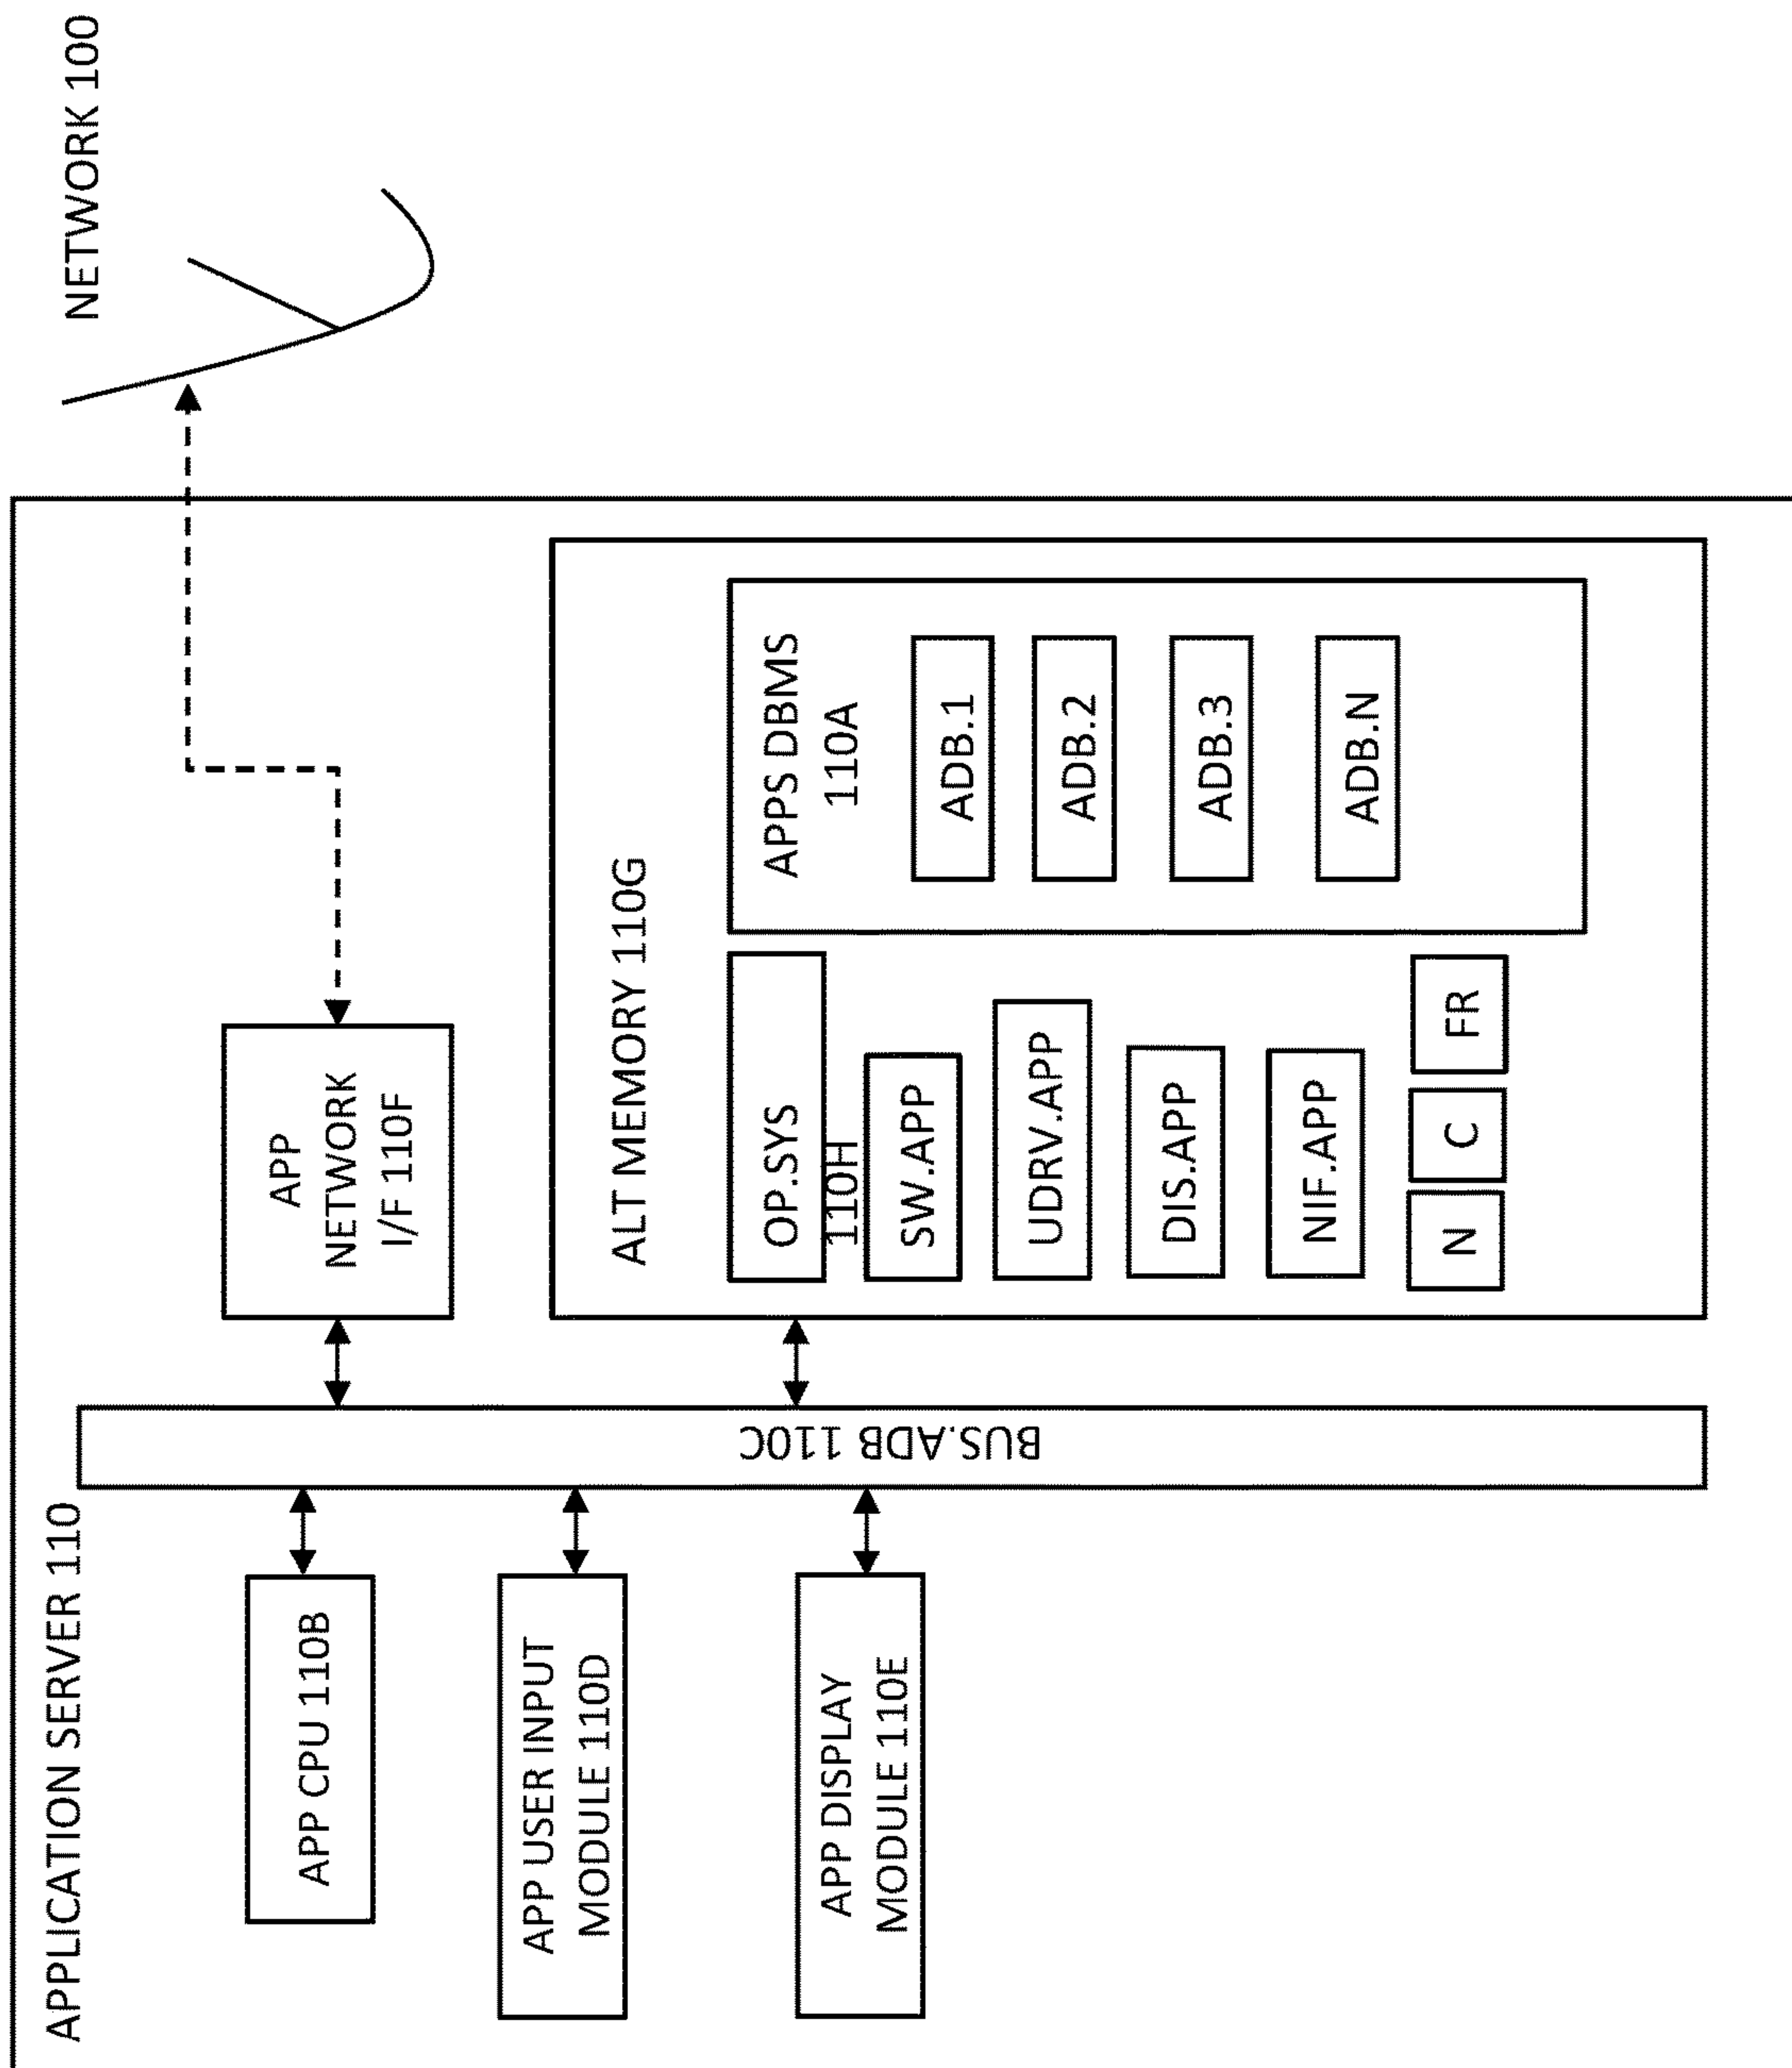 APPLICATION SERVER 110
NETWORK 100
APP CPU 110B
APP USER INPUT
MODULE 110D
APP DISPLAY
MODULE 110E
BUS.ADB 110C
APP
NETWORK
I/F 110F
ALT MEMORY 110G
OP.SYS
110H
SW.APP
UDRV.APP
DIS.APP
NIF.APP
N
C
FR
APPS DBMS
110A
ADB.1
ADB.2
ADB.3
ADB.N